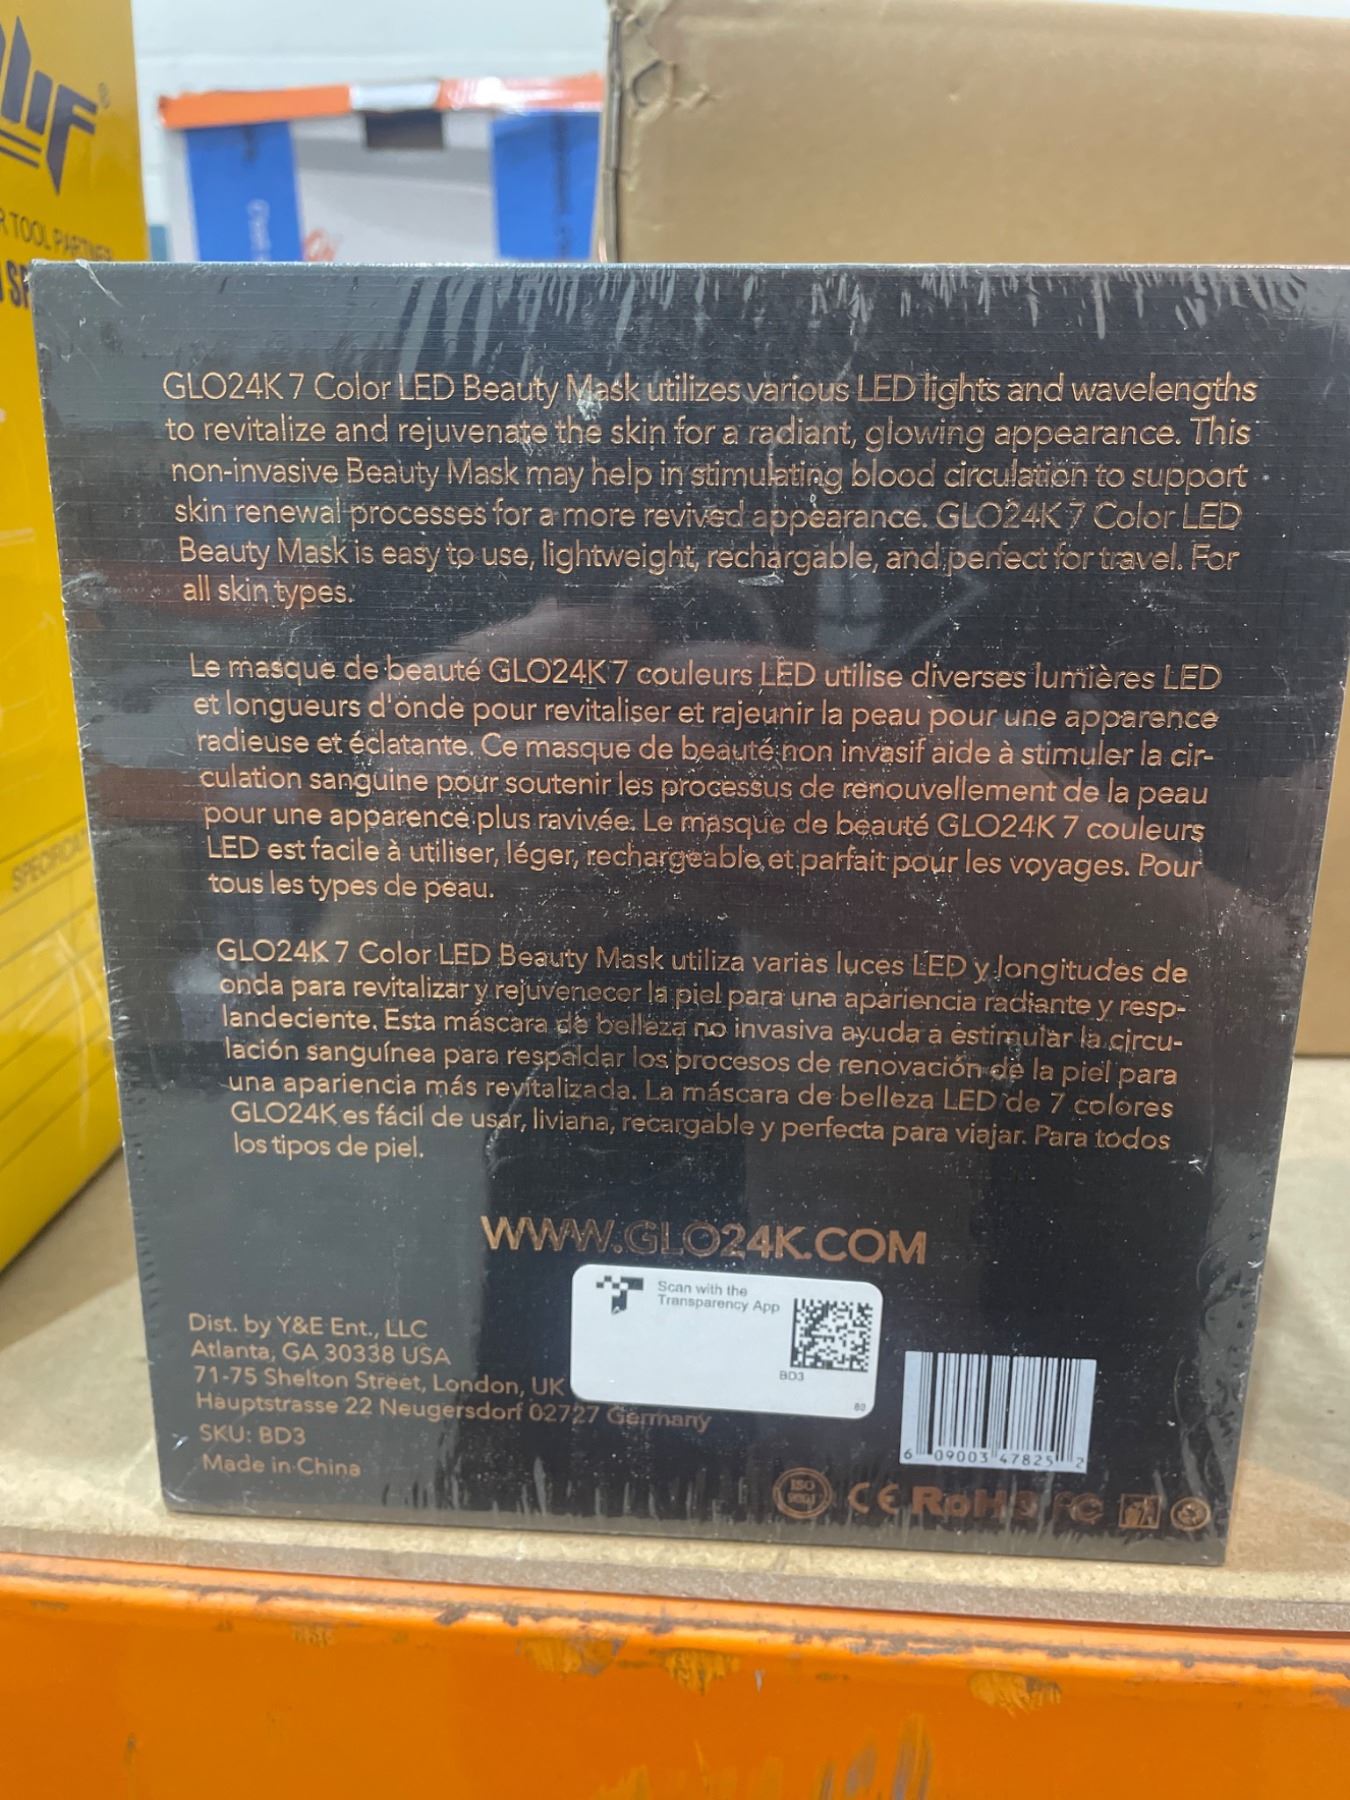 R TOOL PARTNER
GLO24K 7 Color LED Beauty Mask utilizes various LED lights and wavelengths
to revitalize and rejuvenate the skin for a radiant, glowing appearance. This
non-invasive Beauty Mask may help in stimulating blood circulation to support
skin renewal processes for a more revived appearance. GLO24K 7 Color LED
Beauty Mask is easy to use, lightweight, rechargable, and perfect for travel. For
all skin types.
Le masque de beauté GLO24K 7 couleurs LED utilise diverses lumières LED
et longueurs d'onde pour revitaliser et rajeunir la peau pour une apparence
radieuse et éclatante. Ce masque de beauté non invasif aide à stimuler la cir-
culation sanguine pour soutenir les processus de renouvellement de la peau
pour une apparence plus ravivée. Le masque de beauté GLO24K 7 couleurs
LED est facile à utiliser, léger, rechargeable et parfait pour les voyages. Pour
tous les types de peau.
GLO24K 7 Color LED Beauty Mask utiliza varias luces LED y longitudes de
onda para revitalizar y rejuvenecer la piel para una apariencia radiante y resp-
landeciente. Esta máscara de belleza no invasiva ayuda a estimular la circu-
lación sanguínea para respaldar los procesos de renovación de la piel para
una apariencia más revitalizada. La máscara de belleza LED de 7 colores
GLO24K es fácil de usar, liviana, recargable y perfecta para viajar. Para todos
los tipos de piel.
WWW.GLO24K.COM
Scan with the
Transparency App
BD3
80
Dist. by Y&E Ent., LLC
Atlanta, GA 30338 USA
71-75 Shelton Street, London, UK
Hauptstrasse 22 Neugersdorf 02727 Germany
SKU: BD3
Made in China
6 09003 47825 2
ISO
9001
CE RoHS FC